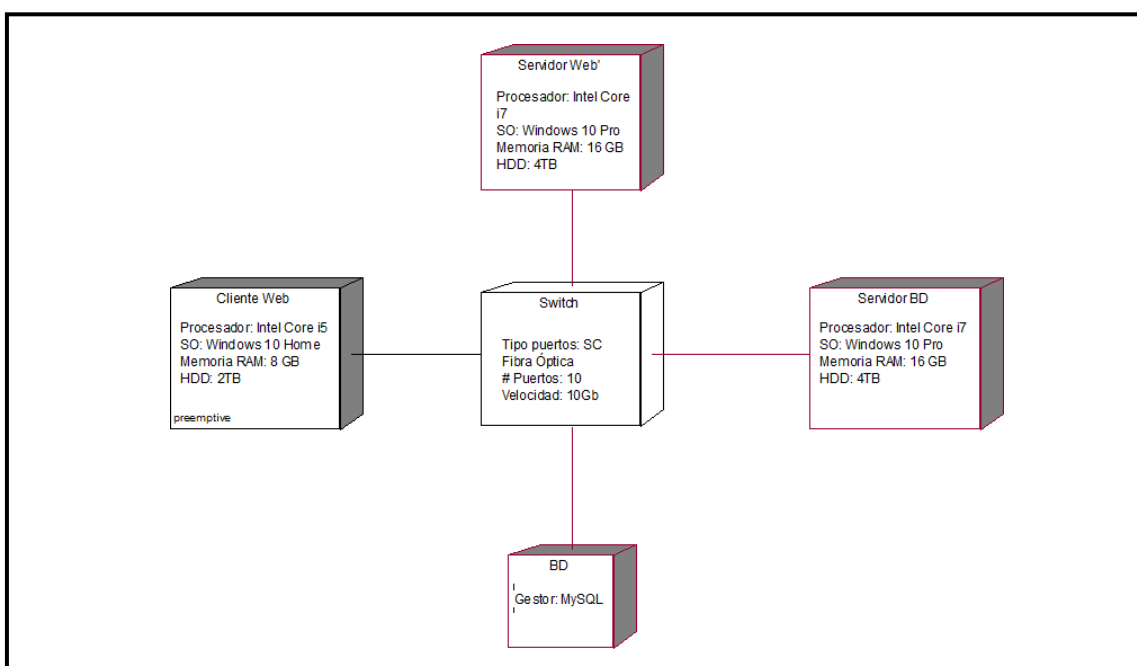 Servidor Web'
Procesador: Intel Core
i7
SO: Windows 10 Pro
Memoria RAM: 16 GB
HDD: 4TB
Cliente Web
Procesador: Intel Core i5
SO: Windows 10 Home
Memoria RAM: 8 GB
HDD: 2TB
preemptive
Switch
Tipo puertos: SC
Fibra Óptica
# Puertos: 10
Velocidad: 10Gb
Servidor BD
Procesador: Intel Core i7
SO: Windows 10 Pro
Memoria RAM: 16 GB
HDD: 4TB
BD
Gestor: MySQL